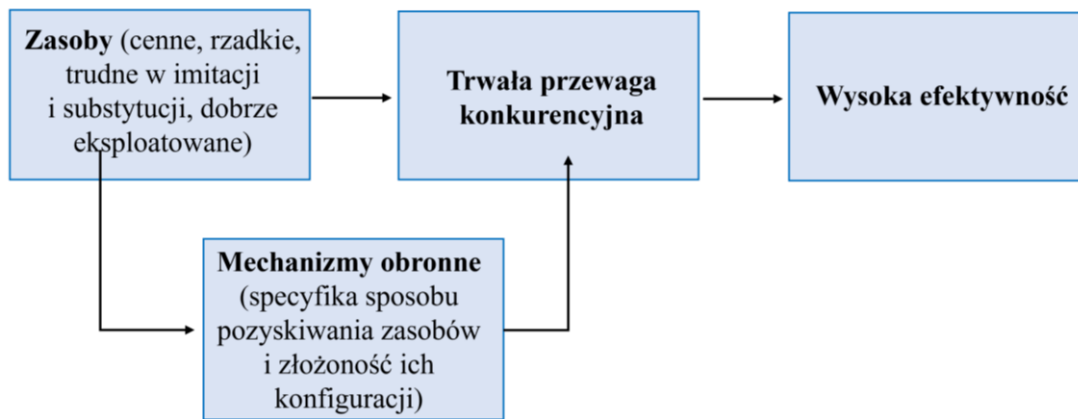 Zasoby (cenne, rzadkie,
trudne w imitacji
i substytucji, dobrze
eksploatowane)
Trwała przewaga
konkurencyjna
Wysoka efektywność
Mechanizmy obronne
(specyfika sposobu
pozyskiwania zasobów
i złożoność ich
konfiguracji)